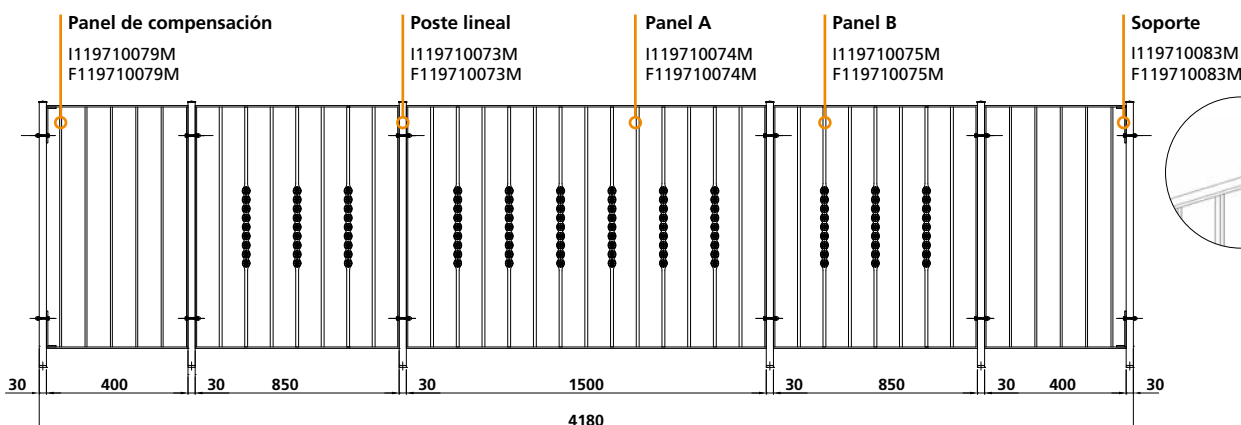 Panel de compensación
I119710079M
F119710079M
Poste lineal
I119710073M
F119710073M
Panel A
I119710074M
F119710074M
Panel B
I119710075M
F119710075M
Soporte
I119710083M
F119710083M
30 400 30 850 30 1500 30 850 30 400 30
4180